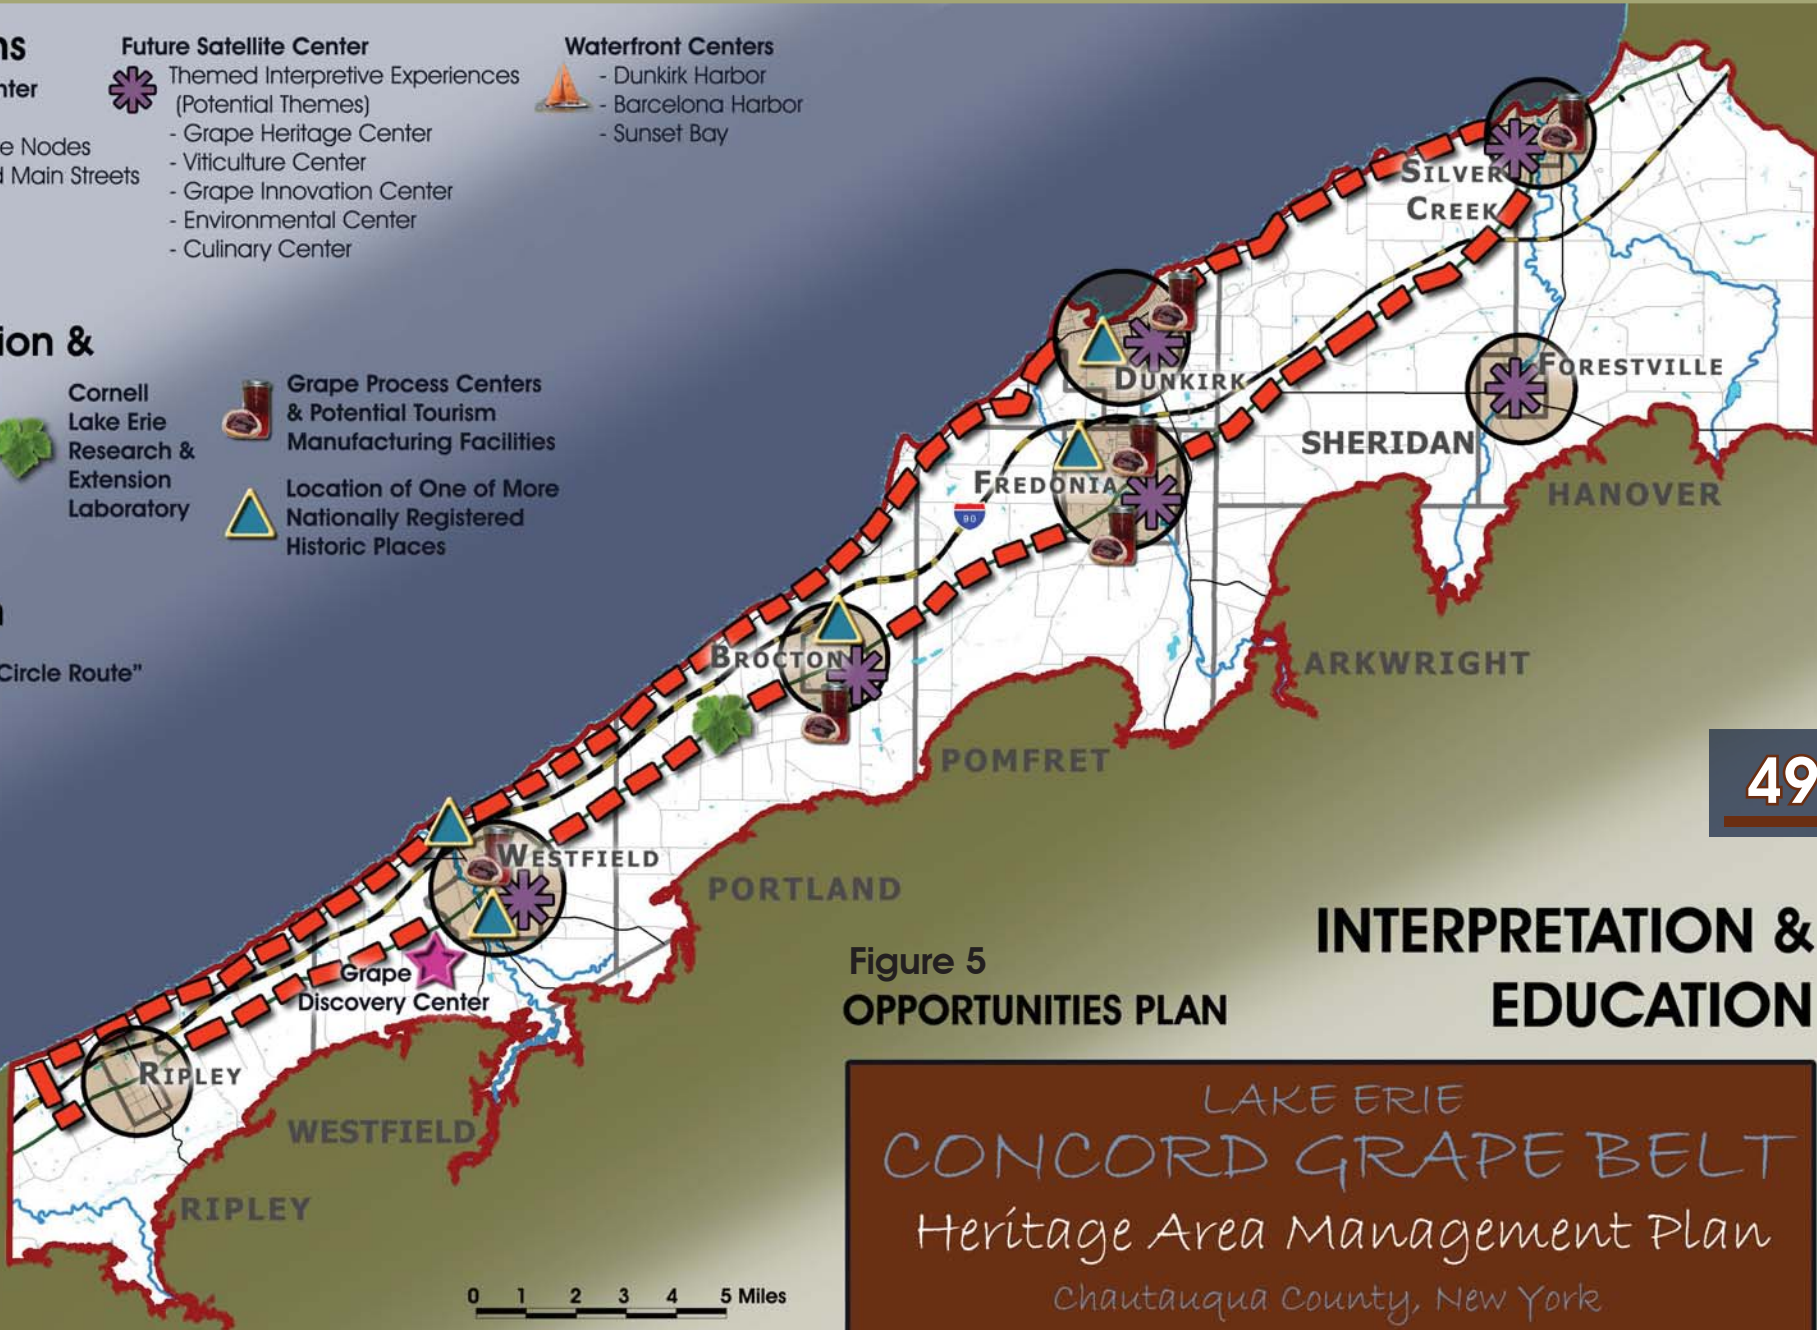 ns
nter
e Nodes
d Main Streets
Future Satellite Center
Themed Interpretive Experiences
(Potential Themes)
- Grape Heritage Center
- Viticulture Center
- Grape Innovation Center
- Environmental Center
- Culinary Center
Waterfront Centers
- Dunkirk Harbor
- Barcelona Harbor
- Sunset Bay
ion &
Cornell
Lake Erie
Research &
Extension
Laboratory
Grape Process Centers
& Potential Tourism
Manufacturing Facilities
Location of One of More
Nationally Registered
Historic Places
n
Circle Route"
SILVER
CREEK
DUNKIRK
FORESTVILLE
SHERIDAN
HANOVER
FREDONIA
90
BROCTON
ARKWRIGHT
POMFRET
WESTFIELD
PORTLAND
Grape
Discovery Center
RIPLEY
WESTFIELD
RIPLEY
0 1 2 3 4 5 Miles
49
Figure 5
OPPORTUNITIES PLAN
INTERPRETATION &
EDUCATION
LAKE ERIE
CONCORD GRAPE BELT
Heritage Area Management Plan
Chautauqua County, New York